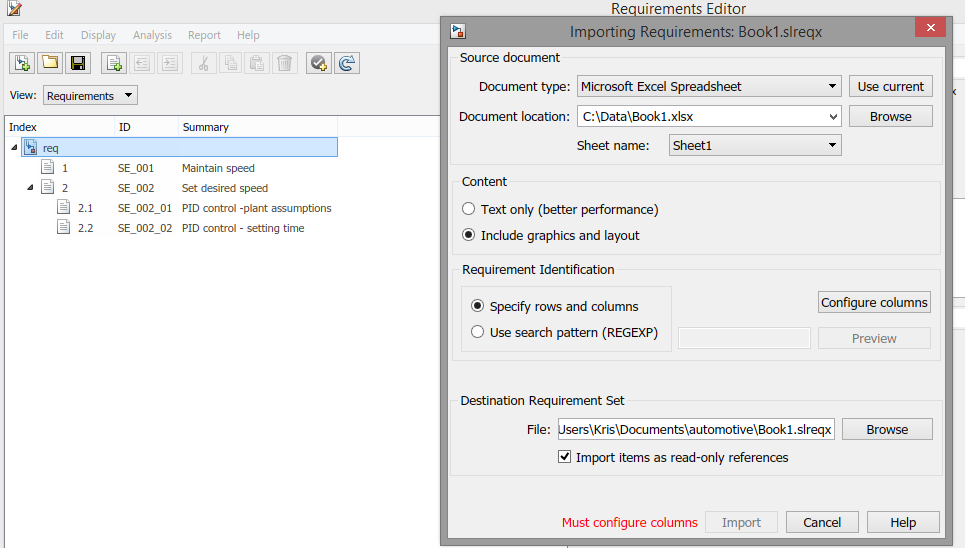 Requirements Editor
File Edit Display Analysis Report Help
View: Requirements
Index ID Summary
req
1 SE_001 Maintain speed
2 SE_002 Set desired speed
2.1 SE_002_01 PID control -plant assumptions
2.2 SE_002_02 PID control - setting time
Importing Requirements: Book1.slreqx
Source document
Document type: Microsoft Excel Spreadsheet Use current
Document location: C:\Data\Book1.xlsx Browse
Sheet name: Sheet1
Content
Text only (better performance)
Include graphics and layout
Requirement Identification
Specify rows and columns Configure columns
Use search pattern (REGEXP) Preview
Destination Requirement Set
File: Users\Kris\Documents\automotive\Book1.slreqx Browse
Import items as read-only references
Must configure columns Import Cancel Help